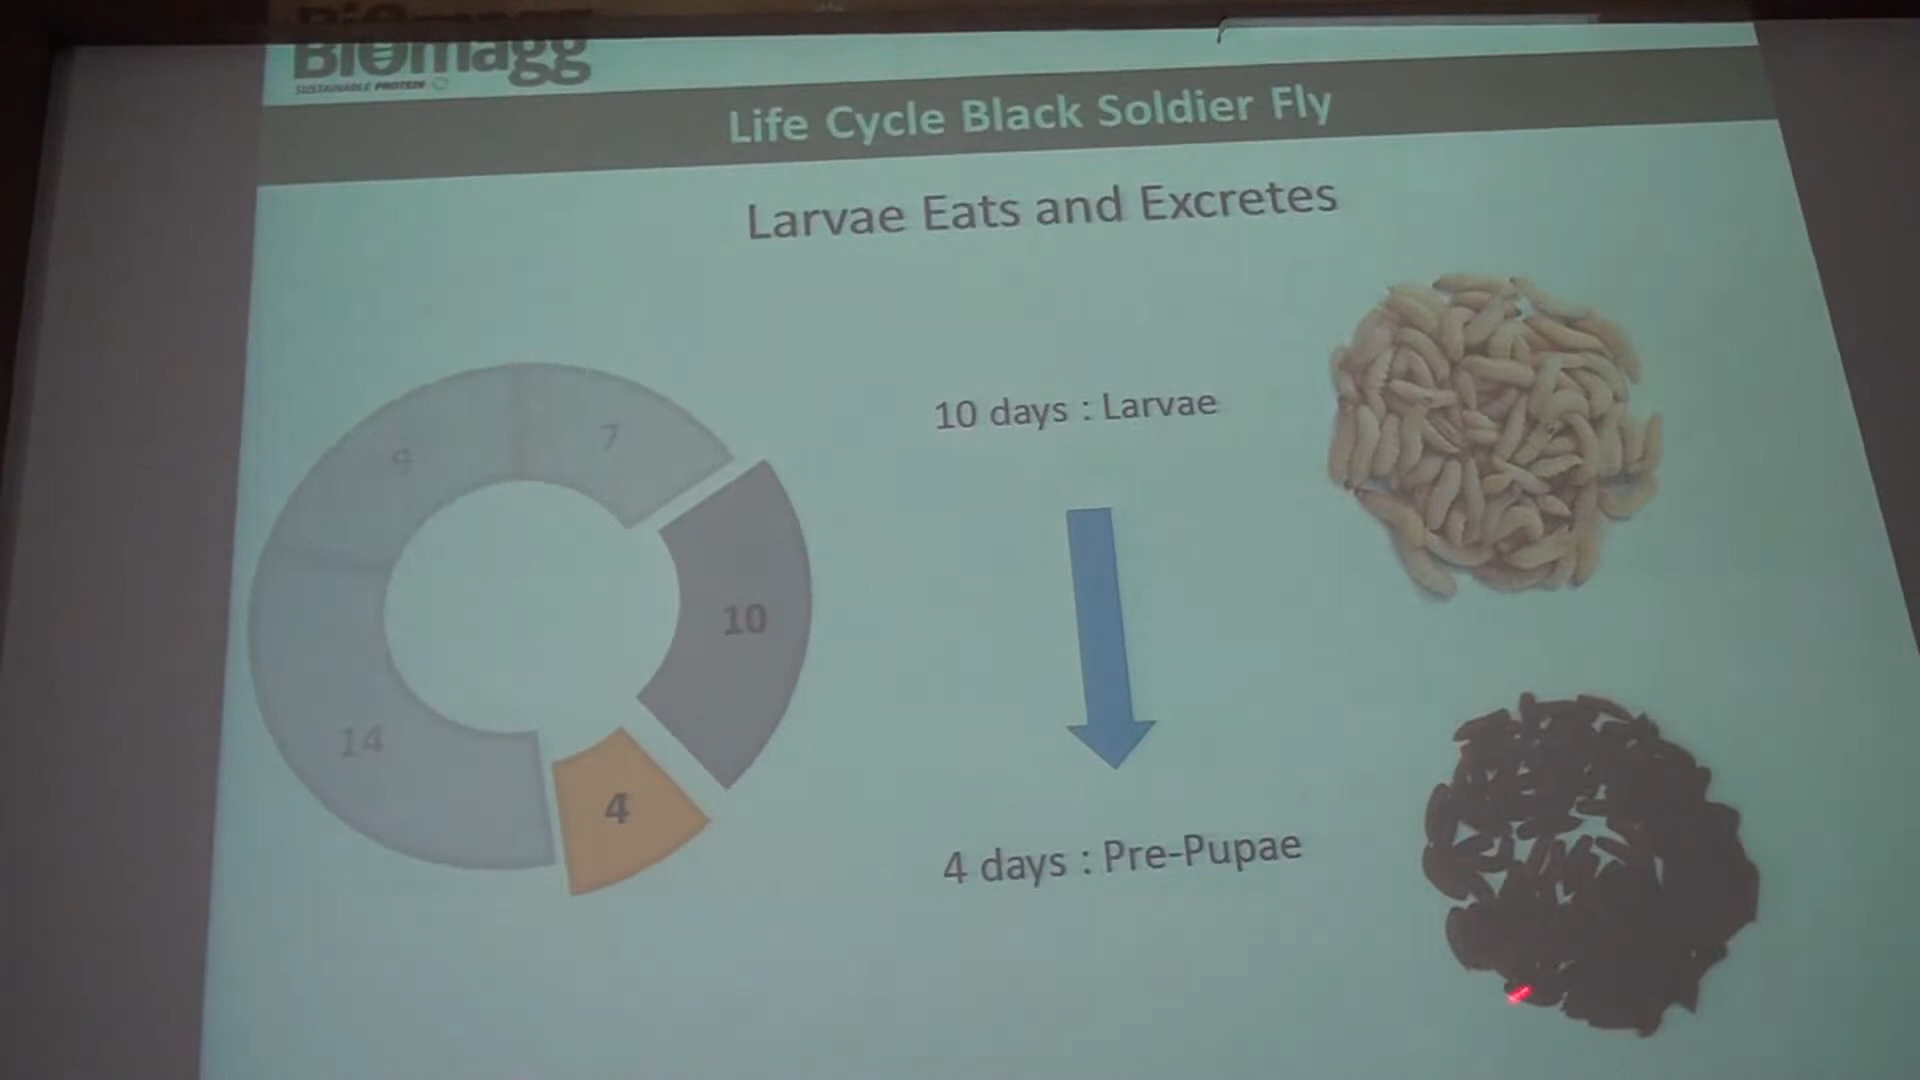 Biomagg
SUSTAINABLE PROTEIN
Life Cycle Black Soldier Fly
Larvae Eats and Excretes
7
9
10
14
4
10 days : Larvae
4 days : Pre-Pupae